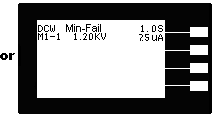 DCW Min-Fail 1.0S
or
M1-1 1.20KV 75uA